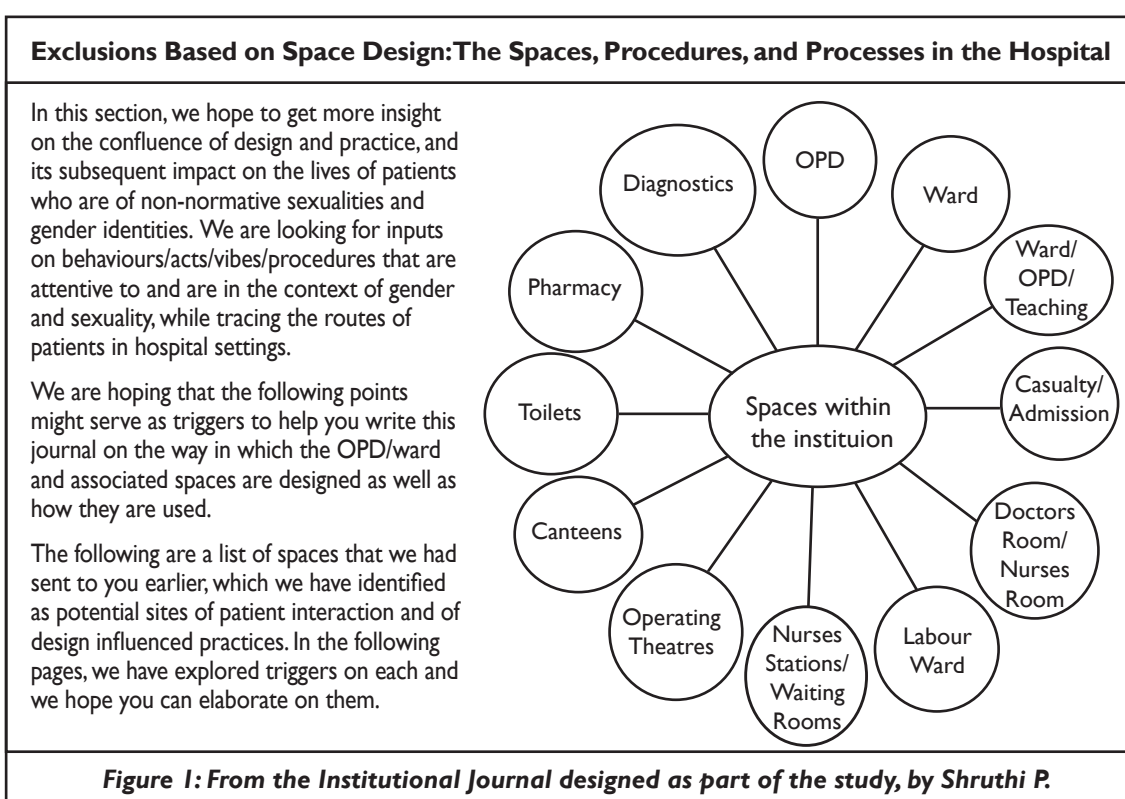 Exclusions Based on Space Design: The Spaces, Procedures, and Processes in the Hospital
In this section, we hope to get more insight
on the confluence of design and practice, and
its subsequent impact on the lives of patients
who are of non-normative sexualities and
gender identities. We are looking for inputs
on behaviours/acts/vibes/procedures that are
attentive to and are in the context of gender
and sexuality, while tracing the routes of
patients in hospital settings.
We are hoping that the following points
might serve as triggers to help you write this
journal on the way in which the OPD/ward
and associated spaces are designed as well as
how they are used.
The following are a list of spaces that we had
sent to you earlier, which we have identified
as potential sites of patient interaction and of
design influenced practices. In the following
pages, we have explored triggers on each and
we hope you can elaborate on them.
Spaces within
the instituion
OPD
Ward
Ward/
OPD/
Teaching
Casualty/
Admission
Doctors
Room/
Nurses
Room
Labour
Ward
Nurses
Stations/
Waiting
Rooms
Operating
Theatres
Canteens
Toilets
Pharmacy
Diagnostics
Figure 1: From the Institutional Journal designed as part of the study, by Shruthi P.